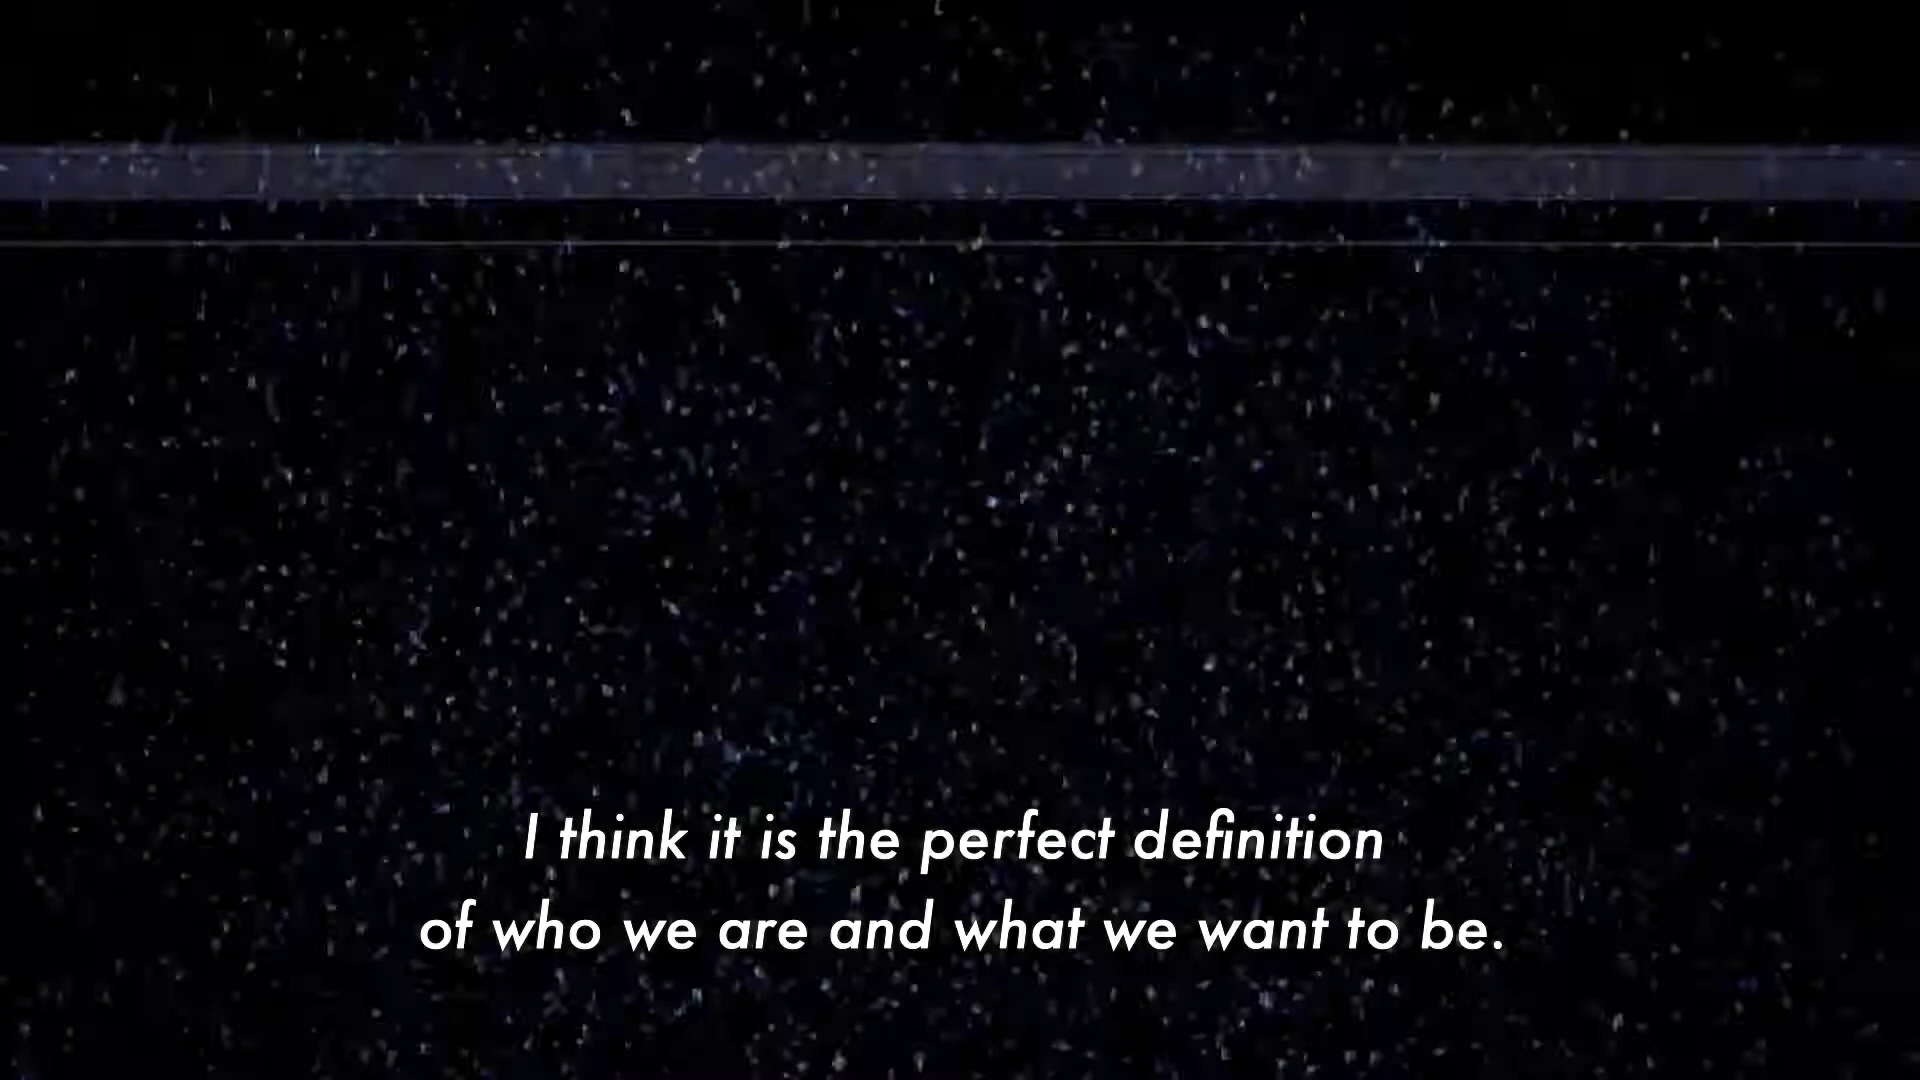 I think it is the perfect definition
of who we are and what we want to be.